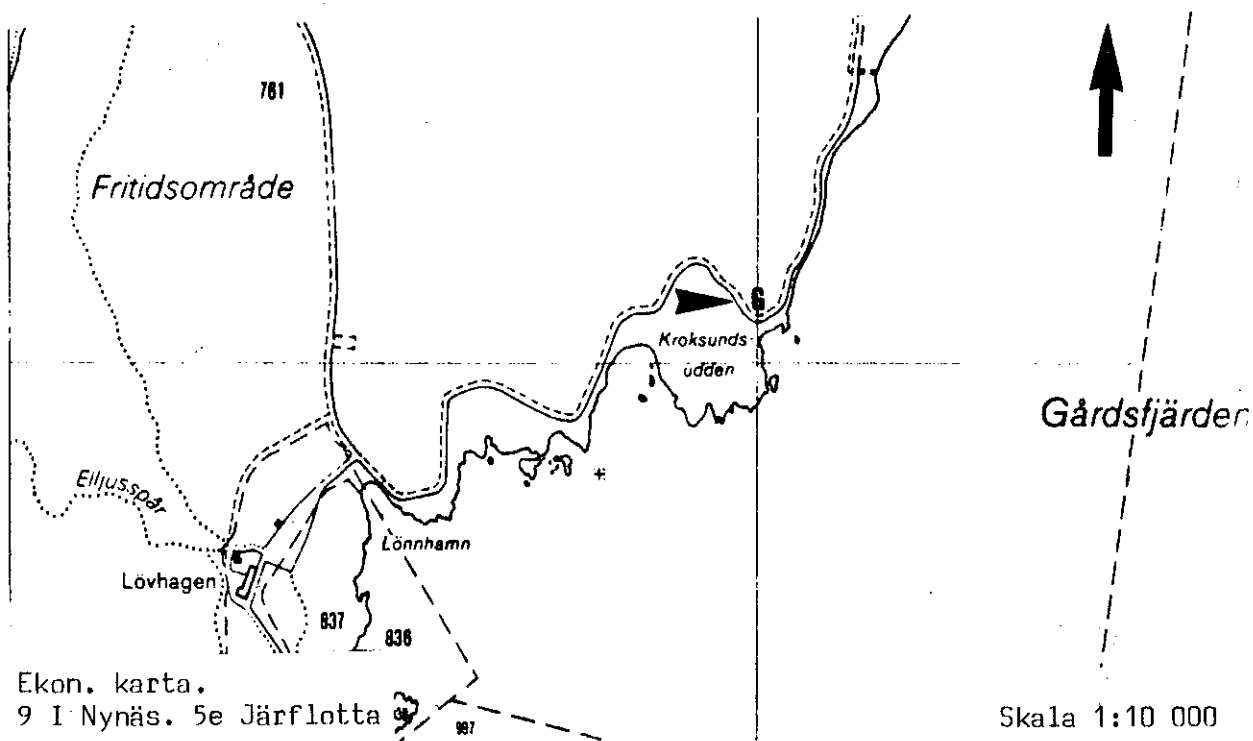 761
Fritidsområde
Kroksunds-
udden
Gårdsfjärden
Elljusspår
Lönnhamn
Lövhagen
837
836
Ekon. karta.
9 I Nynäs. 5e Järflotta
997
Skala 1:10 000